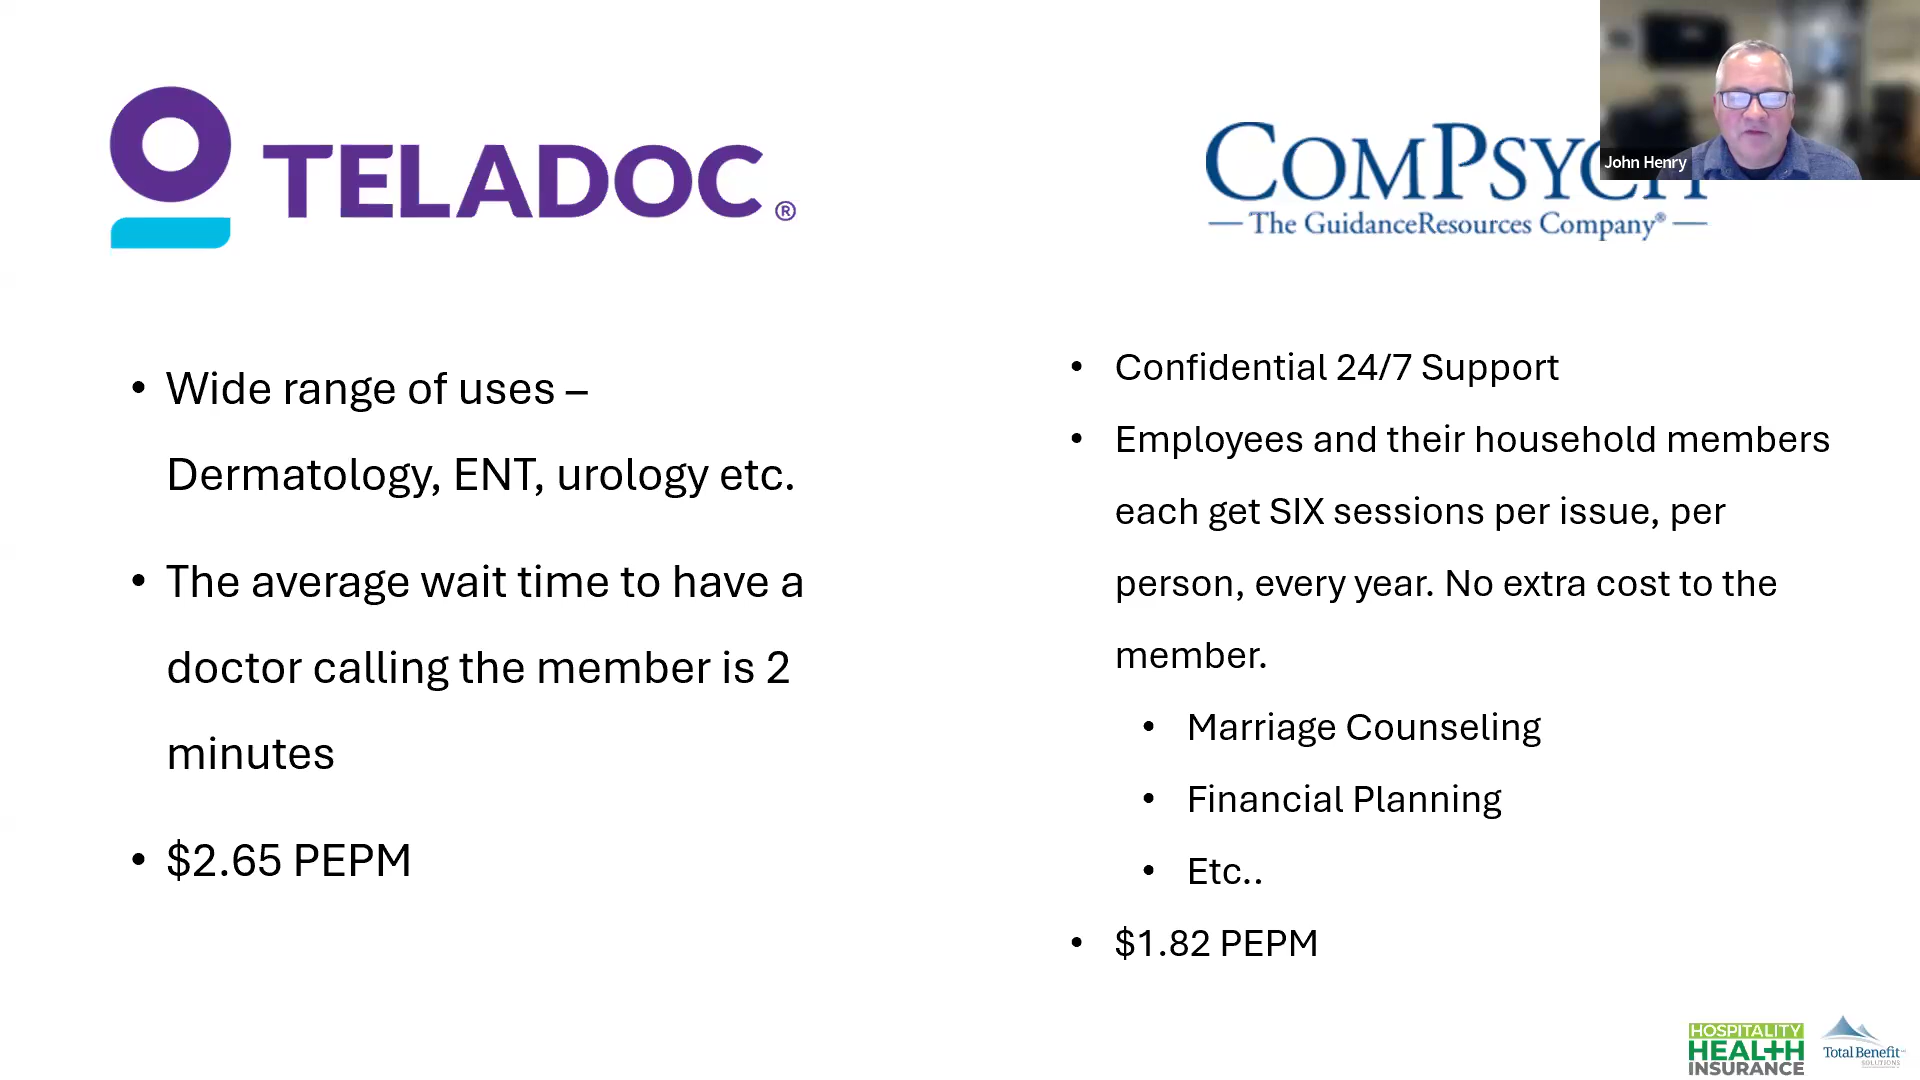 TELADOC®
• Wide range of uses –
Dermatology, ENT, urology etc.
• The average wait time to have a
doctor calling the member is 2
minutes
• $2.65 PEPM
COMPSYCH
— The GuidanceResources Company® —
• Confidential 24/7 Support
• Employees and their household members
each get SIX sessions per issue, per
person, every year. No extra cost to the
member.
• Marriage Counseling
• Financial Planning
• Etc..
• $1.82 PEPM
John Henry
HOSPITALITY
HEALTH
INSURANCE
Total Benefit
SOLUTIONS